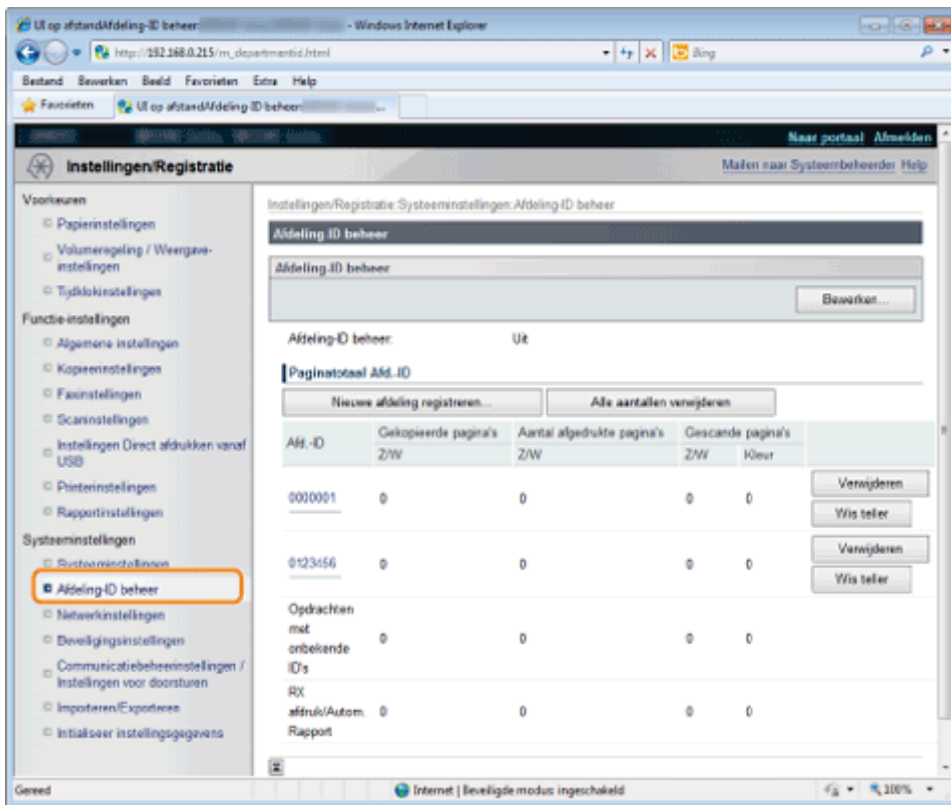 UI op afstandAfdeling-ID beheer: - Windows Internet Explorer
http://192.168.0.215/m_departmentid.html
Bing
Bestand Bewerken Beeld Favorieten Extra Help
Favorieten
UI op afstandAfdeling-ID beheer: ...
Naar portaal Afmelden
Instellingen/Registratie
Mailen naar Systeembeheerder Help
Voorkeuren
Papierinstellingen
Volumeregeling / Weergave-
instellingen
Tijdklokinstellingen
Functie-instellingen
Algemene instellingen
Kopieerinstellingen
Faxinstellingen
Scaninstellingen
Instellingen Direct afdrukken vanaf
USB
Printerinstellingen
Rapportinstellingen
Systeeminstellingen
Systeeminstellingen
Afdeling-ID beheer
Netwerkinstellingen
Beveiligingsinstellingen
Communicatiebeheerinstellingen /
Instellingen voor doorsturen
Importeren/Exporteren
Initialiseer instellingsgegevens
Instellingen/Registratie:Systeeminstellingen:Afdeling-ID beheer
Afdeling-ID beheer
Afdeling-ID beheer
Bewerken...
Afdeling-ID beheer: Uit
Paginatotaal Afd.-ID
Nieuwe afdeling registreren... Alle aantallen verwijderen
Afd.-ID Gekopieerde pagina's Aantal afgedrukte pagina's Gescande pagina's
Z/W Z/W Z/W Kleur
0000001 0 0 0 0 Verwijderen
Wis teller
0123456 0 0 0 0 Verwijderen
Wis teller
Opdrachten
met
onbekende
ID's
0 0 0 0
RX
afdruk/Autom. 0 0 0 0
Rapport
Gereed
Internet | Beveiligde modus: ingeschakeld
100%